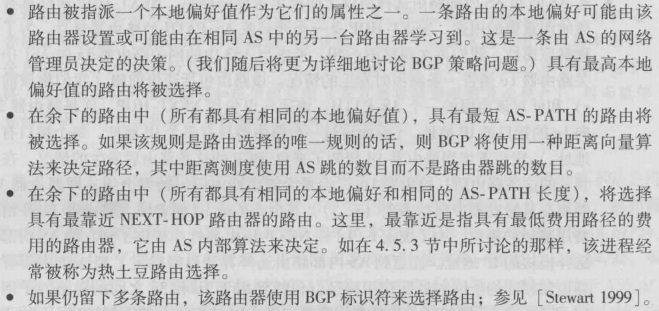 • 路由被指派一个本地偏好值作为它们的属性之一。一条路由的本地偏好可能由该
路由器设置或可能由在相同 AS 中的另一台路由器学习到。这是一条由 AS 的网络
管理员决定的决策。(我们随后将更为详细地讨论 BGP 策略问题。) 具有最高本地
偏好值的路由将被选择。
• 在余下的路由中 (所有都具有相同的本地偏好值), 具有最短 AS-PATH 的路由将
被选择。如果该规则是路由选择的唯一规则的话, 则 BGP 将使用一种距离向量算
法来决定路径, 其中距离测度使用 AS 跳的数目而不是路由器跳的数目。
• 在余下的路由中 (所有都具有相同的本地偏好和相同的 AS-PATH 长度), 将选择
具有最靠近 NEXT-HOP 路由器的路由。这里, 最靠近是指具有最低费用路径的费
用的路由器, 它由 AS 内部算法来决定。如在 4.5.3 节中所讨论的那样, 该进程经
常被称为热土豆路由选择。
• 如果仍留下多条路由, 该路由器使用 BGP 标识符来选择路由; 参见 [Stewart 1999]。